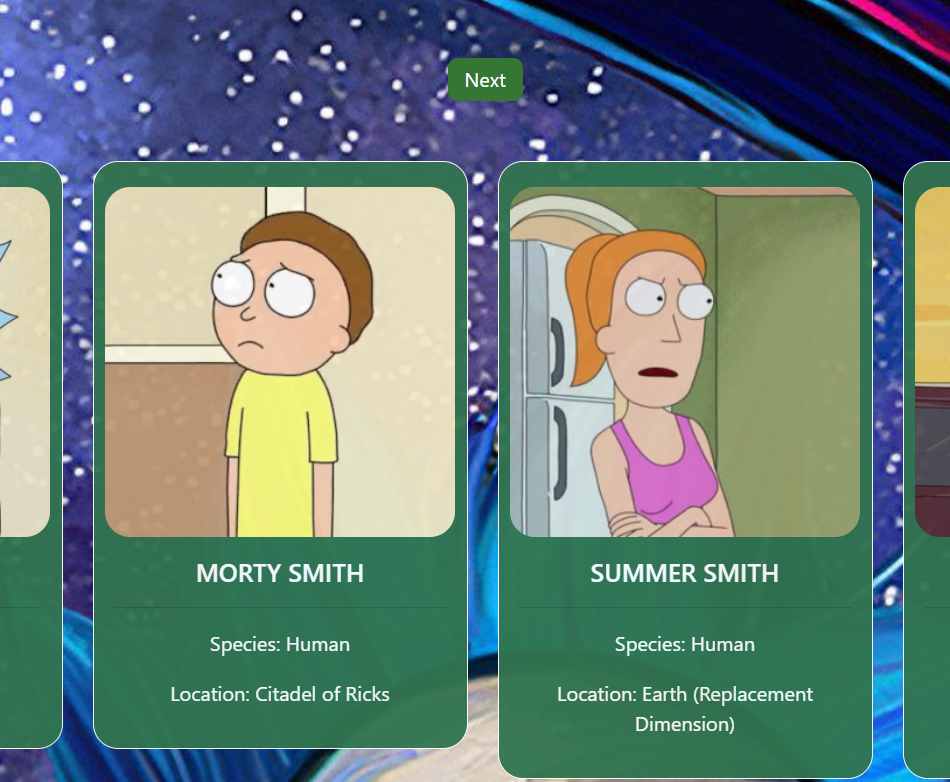 Next
MORTY SMITH
Species: Human
Location: Citadel of Ricks
SUMMER SMITH
Species: Human
Location: Earth (Replacement
Dimension)